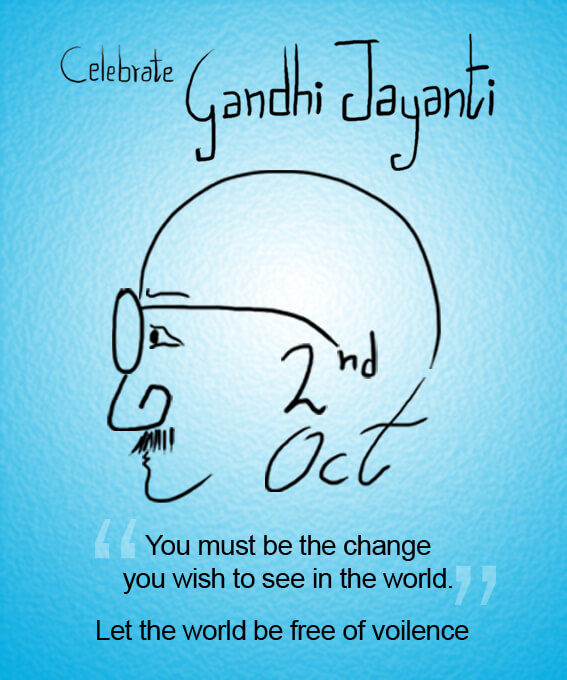 Celebrate Gandhi Jayanti
2nd
Oct
“You must be the change
you wish to see in the world.”
Let the world be free of voilence